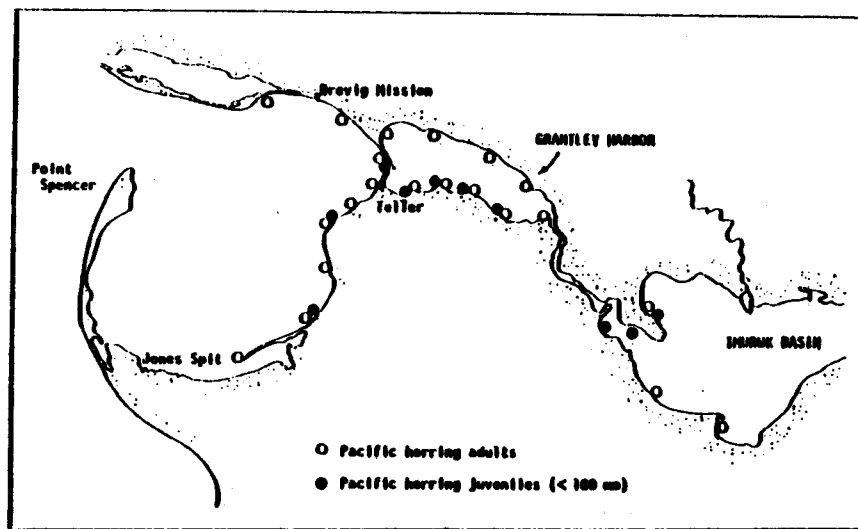 Brevig Mission
GRANTLEY HARBOR
Point
Spencer
Teller
Jones Spit
IMURUK BASIN
Pacific herring adults
Pacific herring juveniles (< 100 mm)